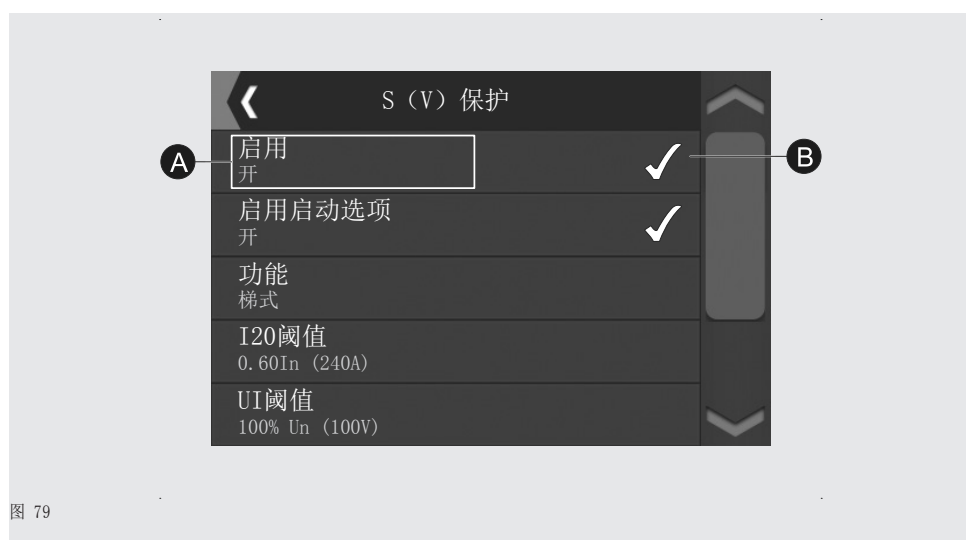 S（V）保护
启用
开
A
B
启用启动选项
开
功能
梯式
I20阈值
0.60In (240A)
UI阈值
100% Un (100V)
图 79